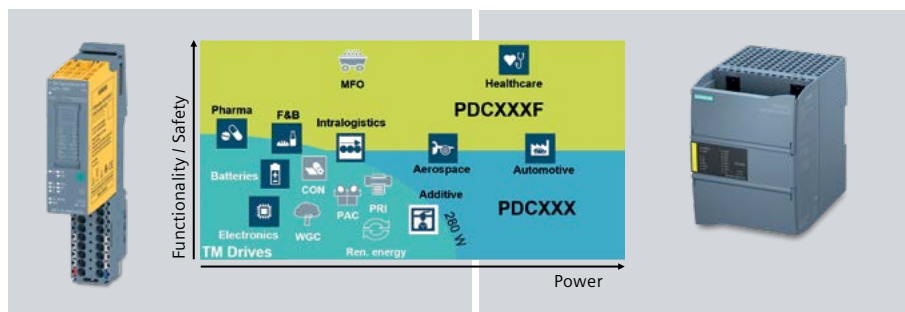 Functionality / Safety
MFO
Healthcare
PDCXXXF
Pharma
F&B
Intralogistics
Aerospace
Automotive
Batteries
CON
Additive
PAC
PRI
PDCXXX
Electronics
WGC
280 W
TM Drives
Ren. energy
Power
SIEMENS